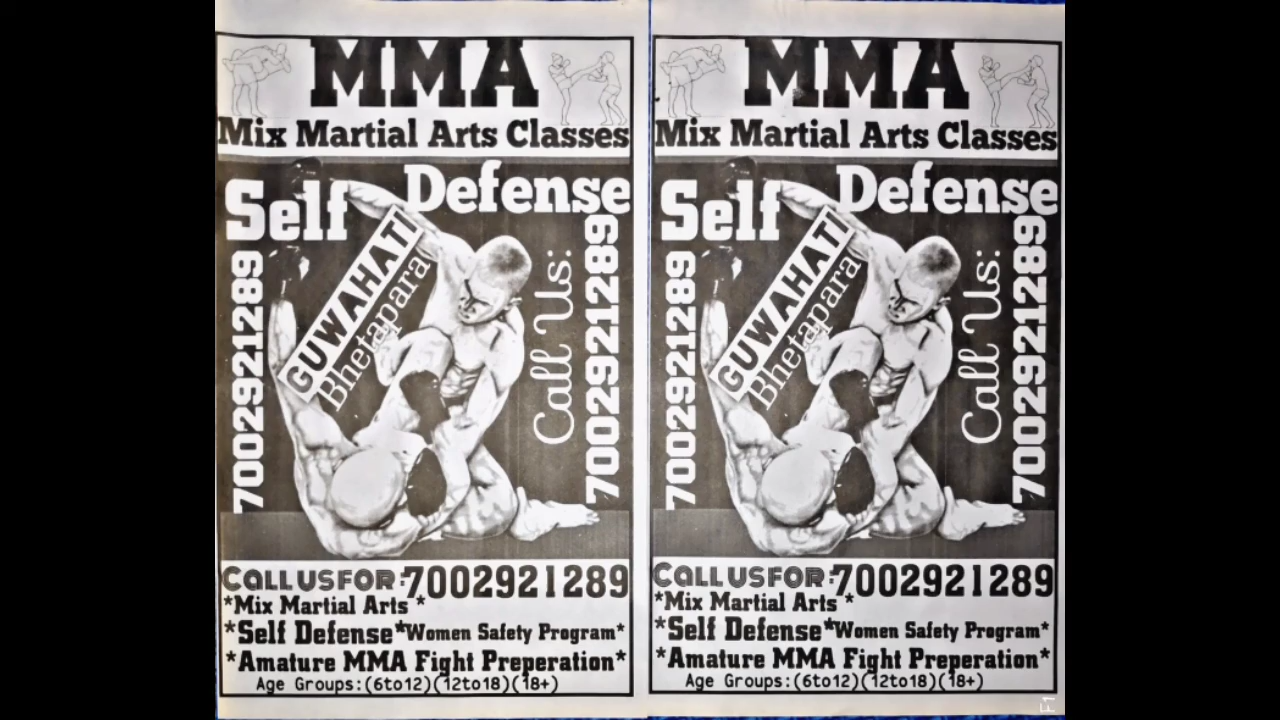 MMA
Mix Martial Arts Classes
Self Defense
GUWAHATI
Bhetapara
7002921289
Call Us:
7002921289
CALL US FOR:7002921289
*Mix Martial Arts *
*Self Defense*Women Safety Program*
*Amature MMA Fight Preperation*
Age Groups:(6to12)(12to18)(18+)
MMA
Mix Martial Arts Classes
Self Defense
GUWAHATI
Bhetapara
7002921289
Call Us:
7002921289
CALL US FOR:7002921289
*Mix Martial Arts *
*Self Defense*Women Safety Program*
*Amature MMA Fight Preperation*
Age Groups:(6to12)(12to18)(18+)
F1